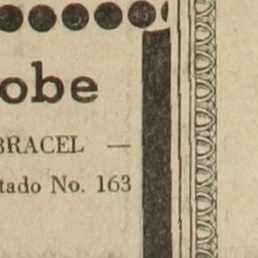 obe
BRACEL —
tado No. 163